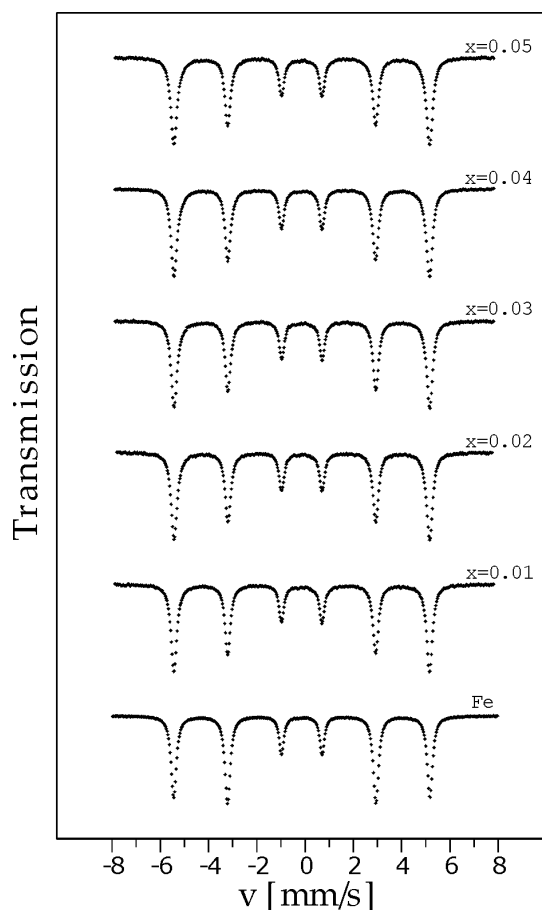 x=0.05
x=0.04
x=0.03
x=0.02
x=0.01
Fe
Transmission
-8 -6 -4 -2 0 2 4 6 8
v [mm/s]